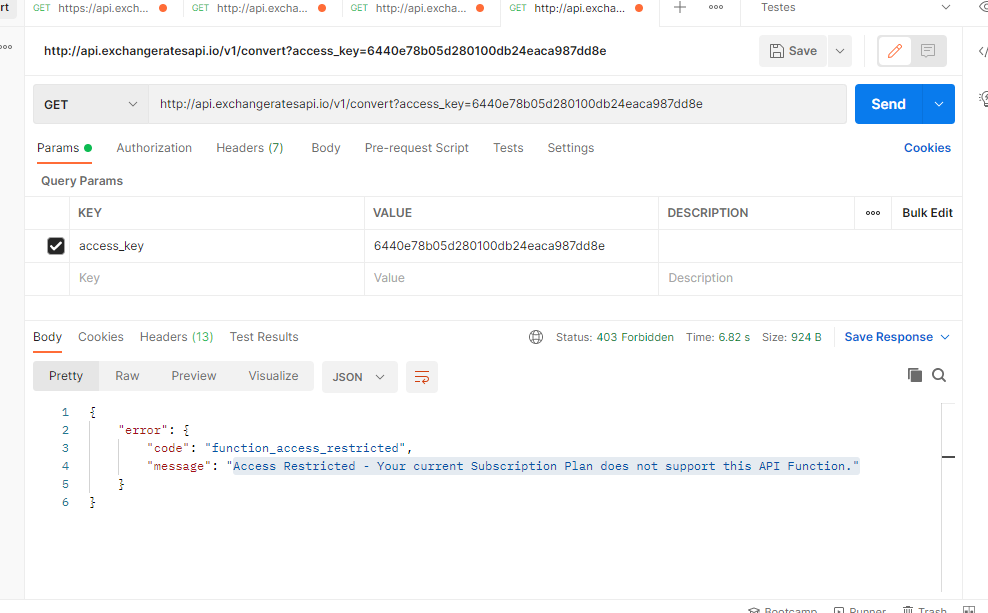 rt GET https://api.exch... GET http://api.excha... GET http://api.excha... GET http://api.excha... + ooo Testes
ooo http://api.exchangeratesapi.io/v1/convert?access_key=6440e78b05d280100db24eaca987dd8e Save </
GET http://api.exchangeratesapi.io/v1/convert?access_key=6440e78b05d280100db24eaca987dd8e Send
Params Authorization Headers (7) Body Pre-request Script Tests Settings Cookies
Query Params
KEY VALUE DESCRIPTION ooo Bulk Edit
access_key 6440e78b05d280100db24eaca987dd8e
Key Value Description
Body Cookies Headers (13) Test Results Status: 403 Forbidden Time: 6.82 s Size: 924 B Save Response
Pretty Raw Preview Visualize JSON
1 {
2 "error": {
3 "code": "function_access_restricted",
4 "message": "Access Restricted - Your current Subscription Plan does not support this API Function."
5 }
6 }
Bootcamp Runner Trash